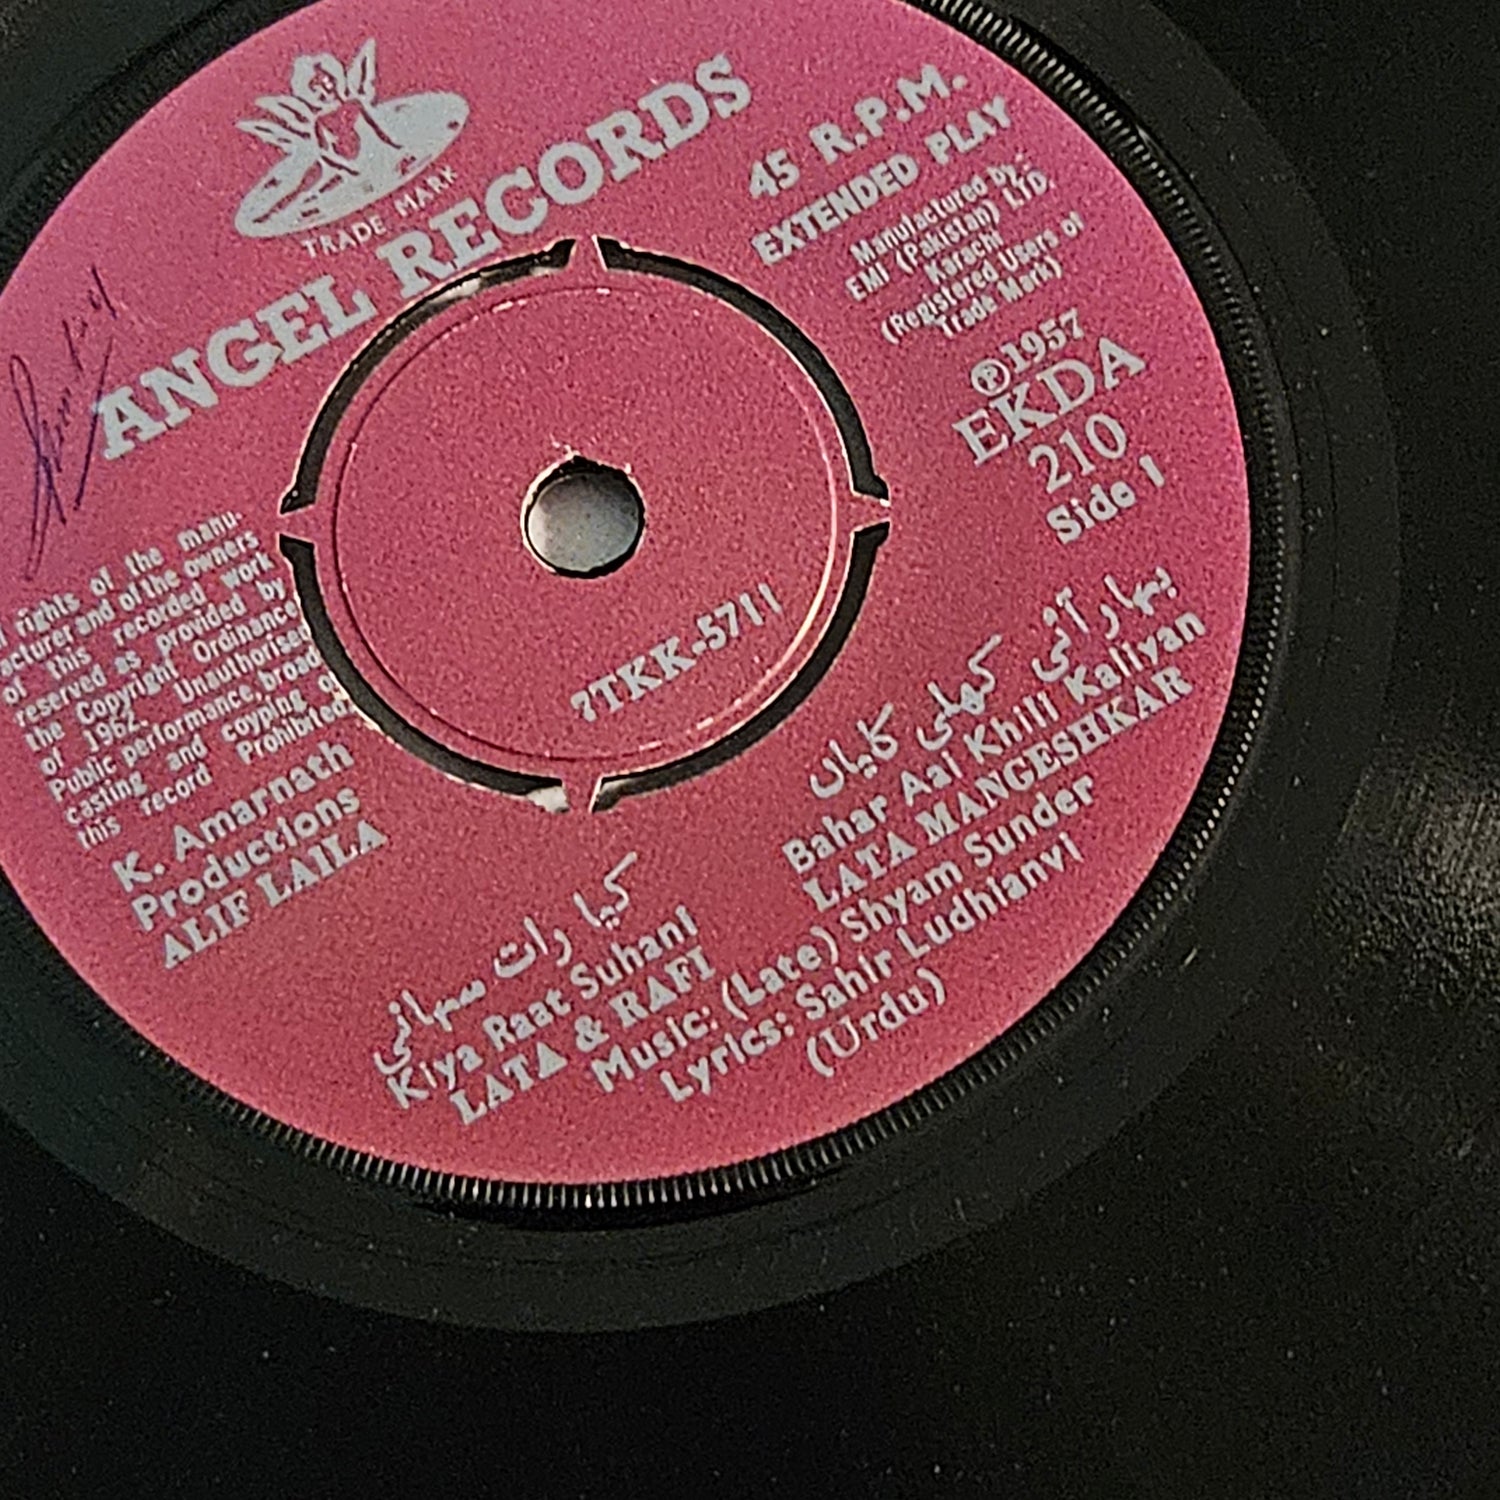 TRADE MARK
ANGEL RECORDS
45 R.P.M.
EXTENDED PLAY
Manufactured by:
EMI (Pakistan) LTD.
Karachi
(Registered Users of
Trade Mark)
Ⓟ1957
EKDA
210
Side 1
rights of the manu-
acturer and of the owners
of this recorded work
reserved as provided by
the Copyright Ordinance
of 1962. Unauthorised
Public performance, broad
casting and coyping of
this record Prohibited.
K. Amarnath
Productions
ALIF LAILA
7TKK-5711
بہار آئی کھلی کلیاں
Bahar Aai Khili Kaliyan
LATA MANGESHKAR
کیا رات سہانی
Kiya Raat Suhani
LATA & RAFI
Music: (Late) Shyam Sunder
Lyrics: Sahir Ludhianvi
(Urdu)